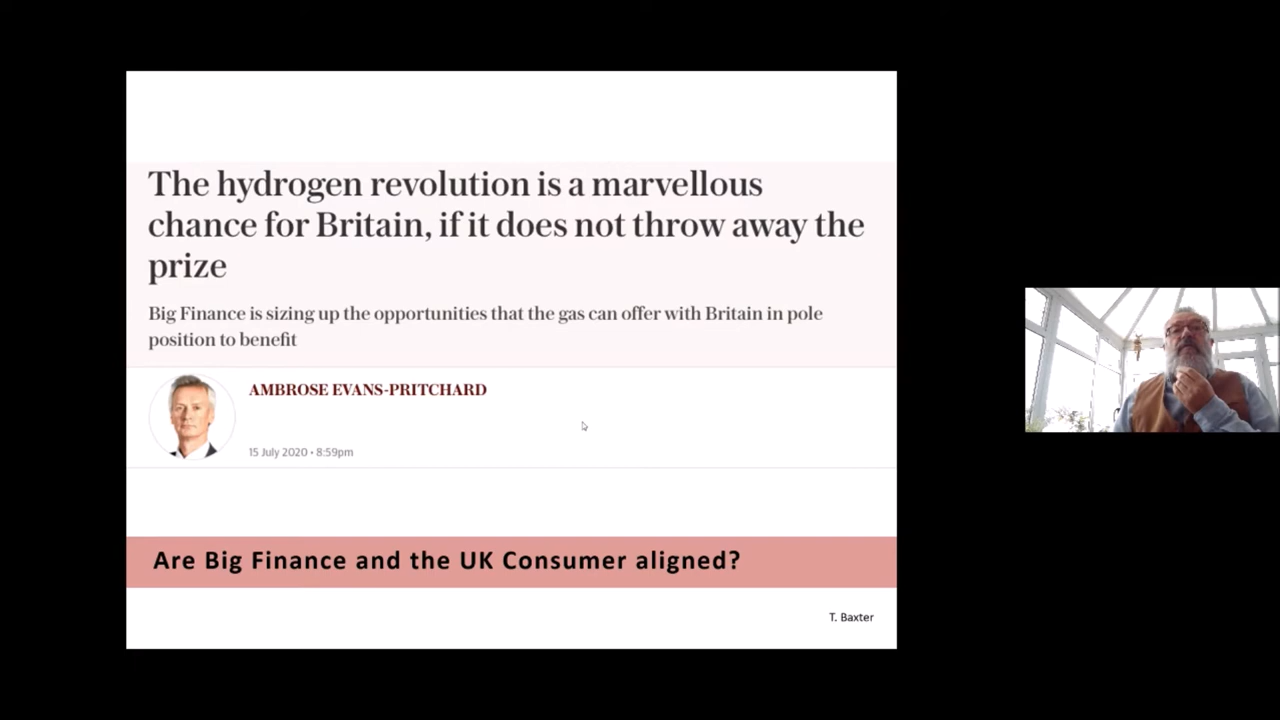 The hydrogen revolution is a marvellous
chance for Britain, if it does not throw away the
prize
Big Finance is sizing up the opportunities that the gas can offer with Britain in pole
position to benefit
AMBROSE EVANS-PRITCHARD
15 July 2020 • 8:59pm
Are Big Finance and the UK Consumer aligned?
T. Baxter